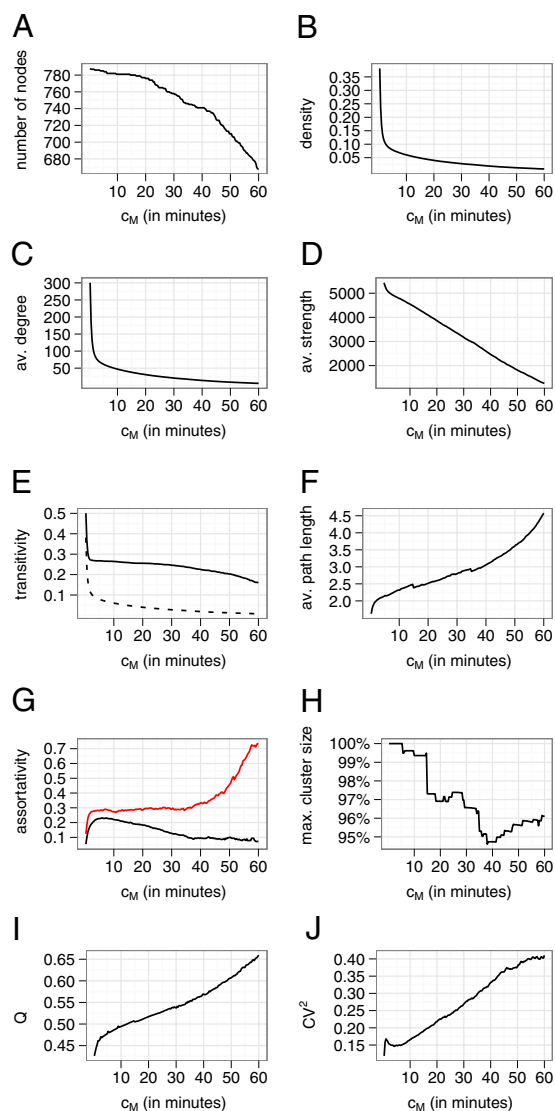 A
number of nodes
780
760
740
720
700
680
10 20 30 40 50 60
c_M (in minutes)
B
density
0.35
0.30
0.25
0.20
0.15
0.10
0.05
10 20 30 40 50 60
c_M (in minutes)
C
av. degree
300
250
200
150
100
50
10 20 30 40 50 60
c_M (in minutes)
D
av. strength
5000
4000
3000
2000
10 20 30 40 50 60
c_M (in minutes)
E
transitivity
0.5
0.4
0.3
0.2
0.1
10 20 30 40 50 60
c_M (in minutes)
F
av. path length
4.5
4.0
3.5
3.0
2.5
2.0
10 20 30 40 50 60
c_M (in minutes)
G
assortativity
0.7
0.6
0.5
0.4
0.3
0.2
0.1
10 20 30 40 50 60
c_M (in minutes)
H
max. cluster size
100%
99%
98%
97%
96%
95%
10 20 30 40 50 60
c_M (in minutes)
I
Q
0.65
0.60
0.55
0.50
0.45
10 20 30 40 50 60
c_M (in minutes)
J
CV²
0.40
0.35
0.30
0.25
0.20
0.15
10 20 30 40 50 60
c_M (in minutes)